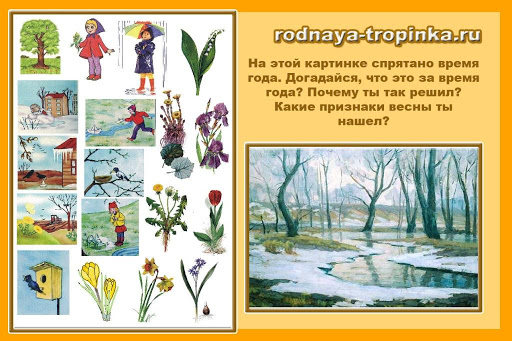 rodnaya-tropinka.ru
На этой картинке спрятано время
года. Догадайся, что это за время
года? Почему ты так решил?
Какие признаки весны ты
нашел?